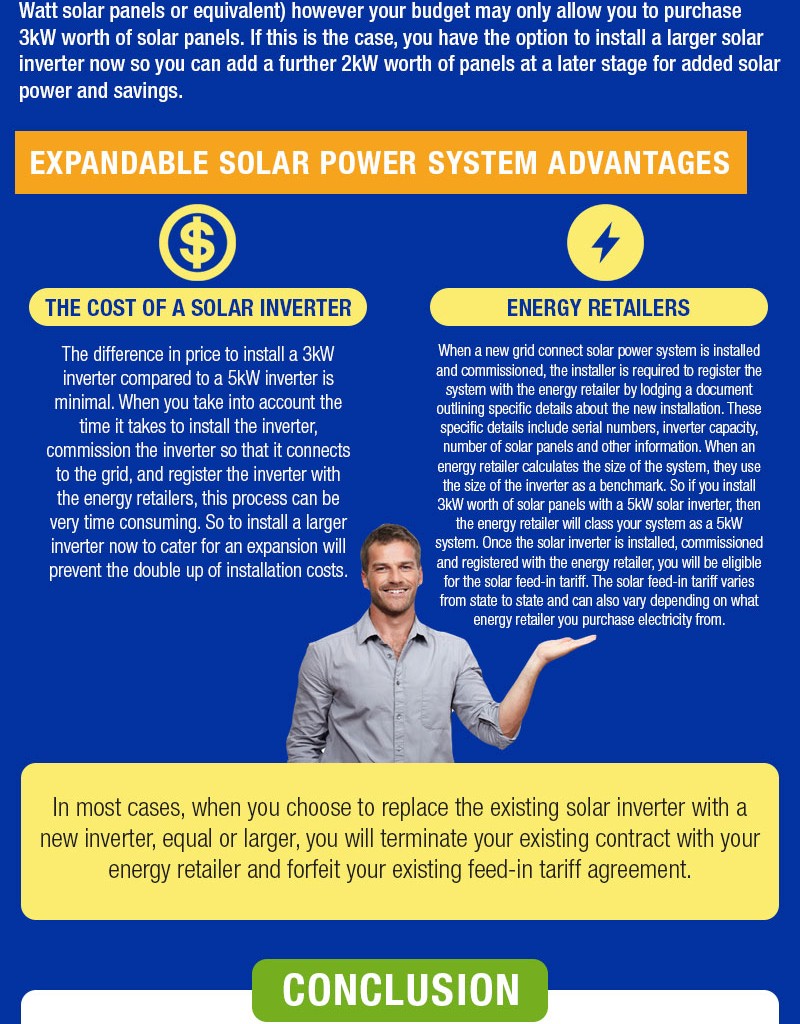 Watt solar panels or equivalent) however your budget may only allow you to purchase
3kW worth of solar panels. If this is the case, you have the option to install a larger solar
inverter now so you can add a further 2kW worth of panels at a later stage for added solar
power and savings.
EXPANDABLE SOLAR POWER SYSTEM ADVANTAGES
$
THE COST OF A SOLAR INVERTER
The difference in price to install a 3kW
inverter compared to a 5kW inverter is
minimal. When you take into account the
time it takes to install the inverter,
commission the inverter so that it connects
to the grid, and register the inverter with
the energy retailers, this process can be
very time consuming. So to install a larger
inverter now to cater for an expansion will
prevent the double up of installation costs.
ENERGY RETAILERS
When a new grid connect solar power system is installed
and commissioned, the installer is required to register the
system with the energy retailer by lodging a document
outlining specific details about the new installation. These
specific details include serial numbers, inverter capacity,
number of solar panels and other information. When an
energy retailer calculates the size of the system, they use
the size of the inverter as a benchmark. So if you install
3kW worth of solar panels with a 5kW solar inverter, then
the energy retailer will class your system as a 5kW
system. Once the solar inverter is installed, commissioned
and registered with the energy retailer, you will be eligible
for the solar feed-in tariff. The solar feed-in tariff varies
from state to state and can also vary depending on what
energy retailer you purchase electricity from.
In most cases, when you choose to replace the existing solar inverter with a
new inverter, equal or larger, you will terminate your existing contract with your
energy retailer and forfeit your existing feed-in tariff agreement.
CONCLUSION